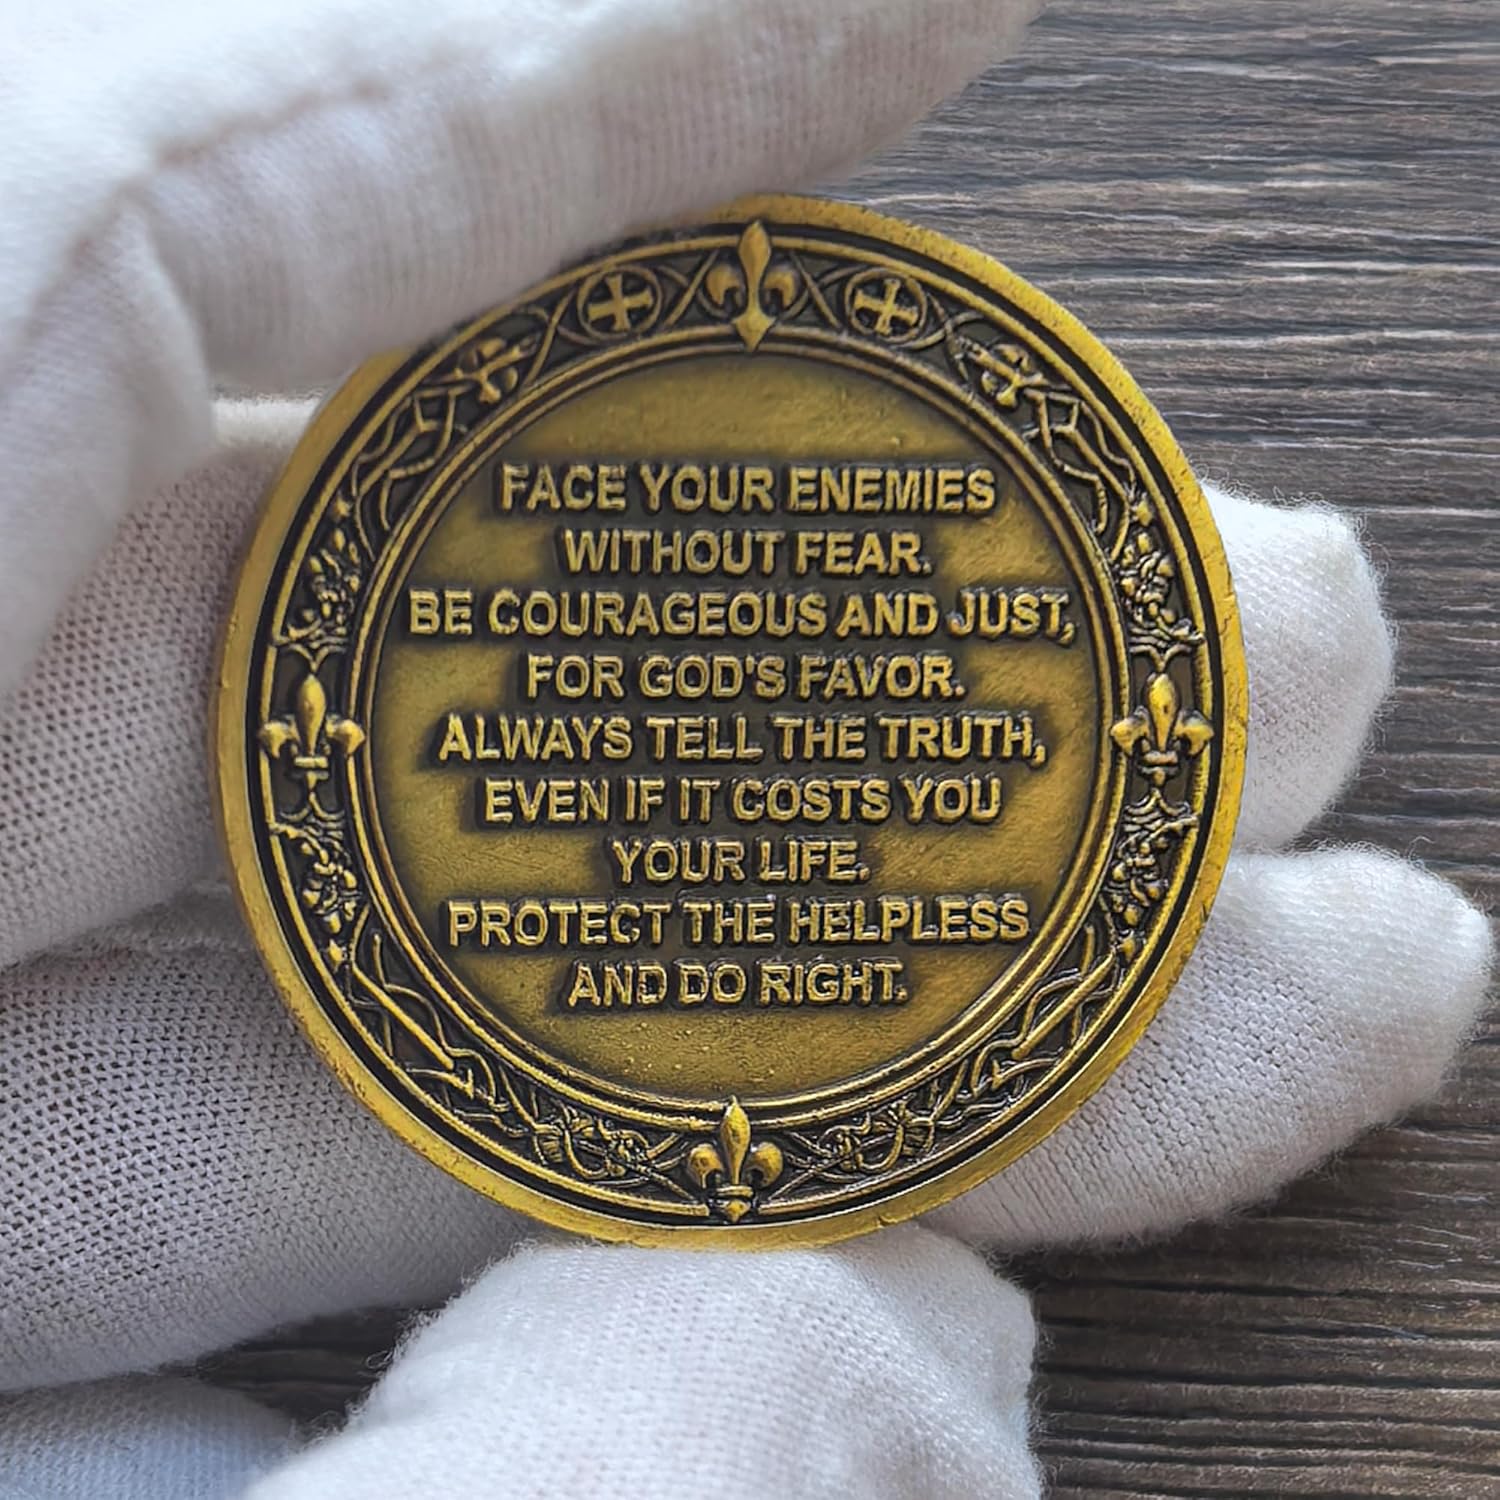 FACE YOUR ENEMIES
WITHOUT FEAR.
BE COURAGEOUS AND JUST,
FOR GOD'S FAVOR.
ALWAYS TELL THE TRUTH,
EVEN IF IT COSTS YOU
YOUR LIFE.
PROTECT THE HELPLESS
AND DO RIGHT.